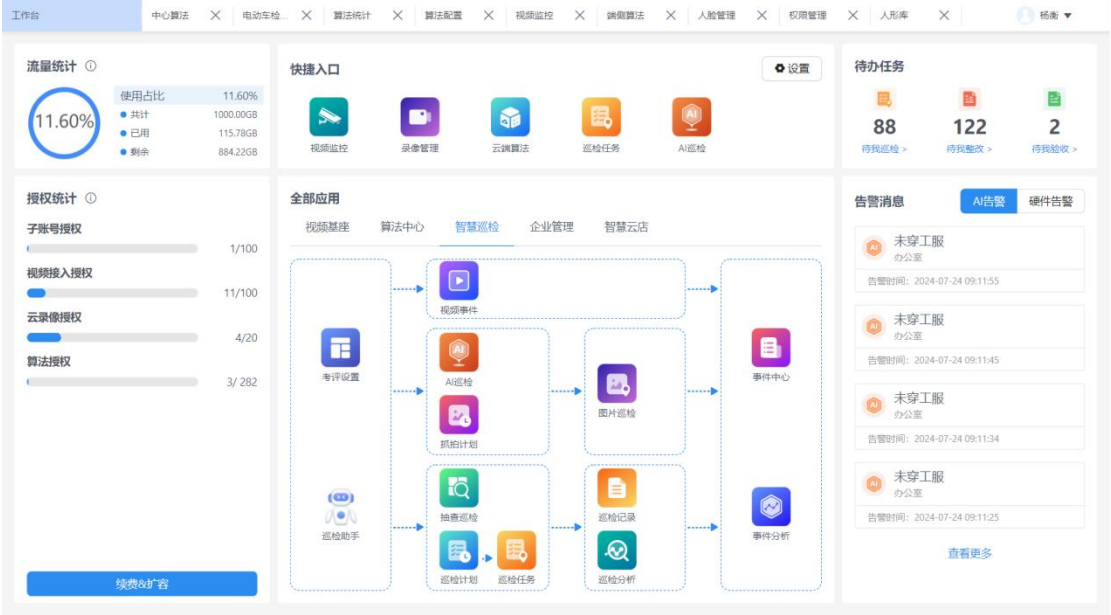 工作台 中心算法 电动车检... 算法统计 算法配置 视频监控 端侧算法 人脸管理 权限管理 人形库 杨衡
流量统计
11.60%
使用占比 11.60%
共计 1000.00GB
已用 115.78GB
剩余 884.22GB
快捷入口
设置
视频监控 录像管理 云端算法 巡检任务 AI巡检
待办任务
88 122 2
待我巡检 > 待我整改 > 待我验收 >
授权统计
子账号授权
1/100
视频接入授权
11/100
云录像授权
4/20
算法授权
3/ 282
续费&扩容
全部应用
视频基座 算法中心 智慧巡检 企业管理 智慧云店
视频事件
考评设置
AI
AI巡检
抓拍计划
图片巡检
事件中心
巡检助手
抽查巡检
巡检计划 巡检任务
巡检记录
巡检分析
事件分析
告警消息
AI告警 硬件告警
AI 未穿工服
办公室
告警时间：2024-07-24 09:11:55
AI 未穿工服
办公室
告警时间：2024-07-24 09:11:45
AI 未穿工服
办公室
告警时间：2024-07-24 09:11:34
AI 未穿工服
办公室
告警时间：2024-07-24 09:11:25
查看更多